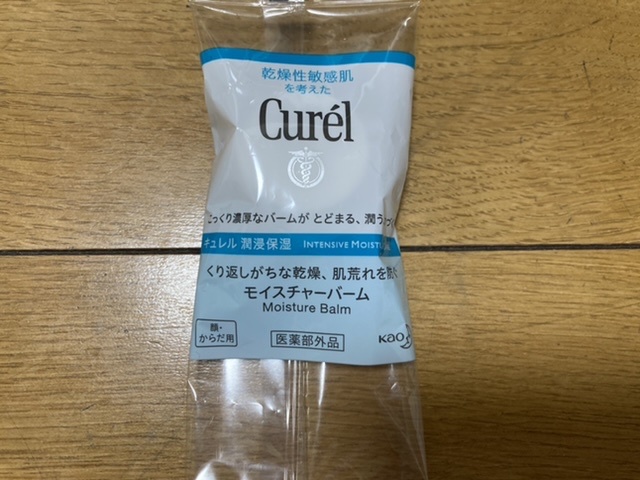 乾燥性敏感肌
を考えた
Curél
こっくり濃厚なバームが とどまる、潤う
キュレル 潤浸保湿 INTENSIVE MOISTU
くり返しがちな乾燥、肌荒れを防ぐ
モイスチャーバーム
Moisture Balm
顔・
からだ用
医薬部外品
Kao